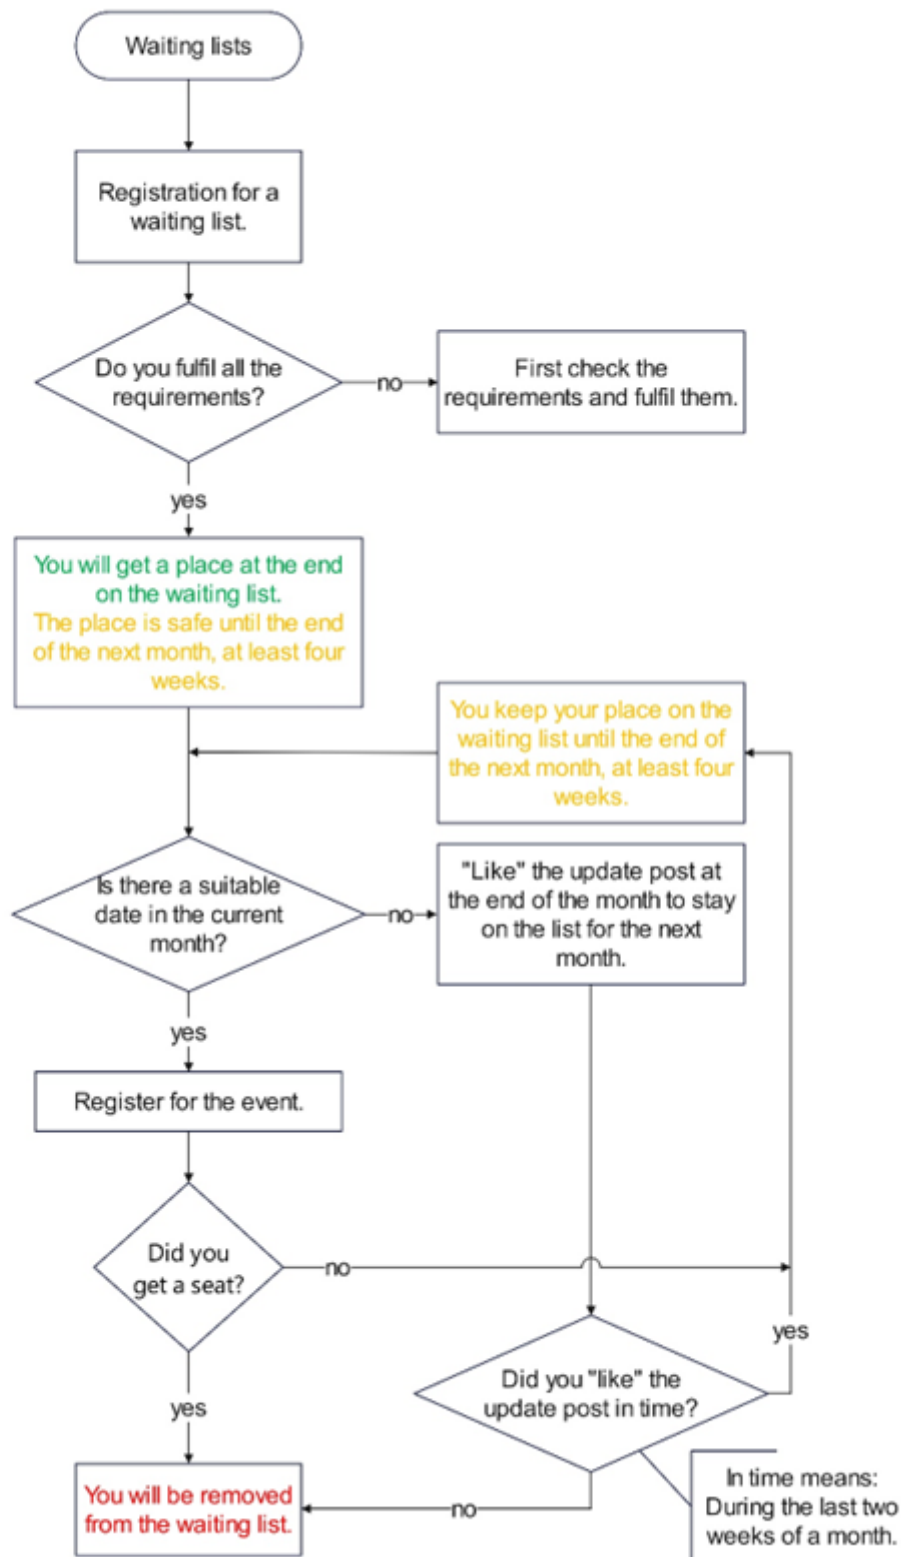 Waiting lists
Registration for a
waiting list.
Do you fulfil all the
requirements?
no
First check the
requirements and fulfil them.
yes
You will get a place at the end
on the waiting list.
The place is safe until the end
of the next month, at least four
weeks.
You keep your place on the
waiting list until the end of
the next month, at least four
weeks.
Is there a suitable
date in the current
month?
no
"Like" the update post at
the end of the month to stay
on the list for the next
month.
yes
Register for the event.
Did you
get a seat?
no
yes
Did you "like" the
update post in time?
yes
You will be removed
from the waiting list.
no
In time means:
During the last two
weeks of a month.